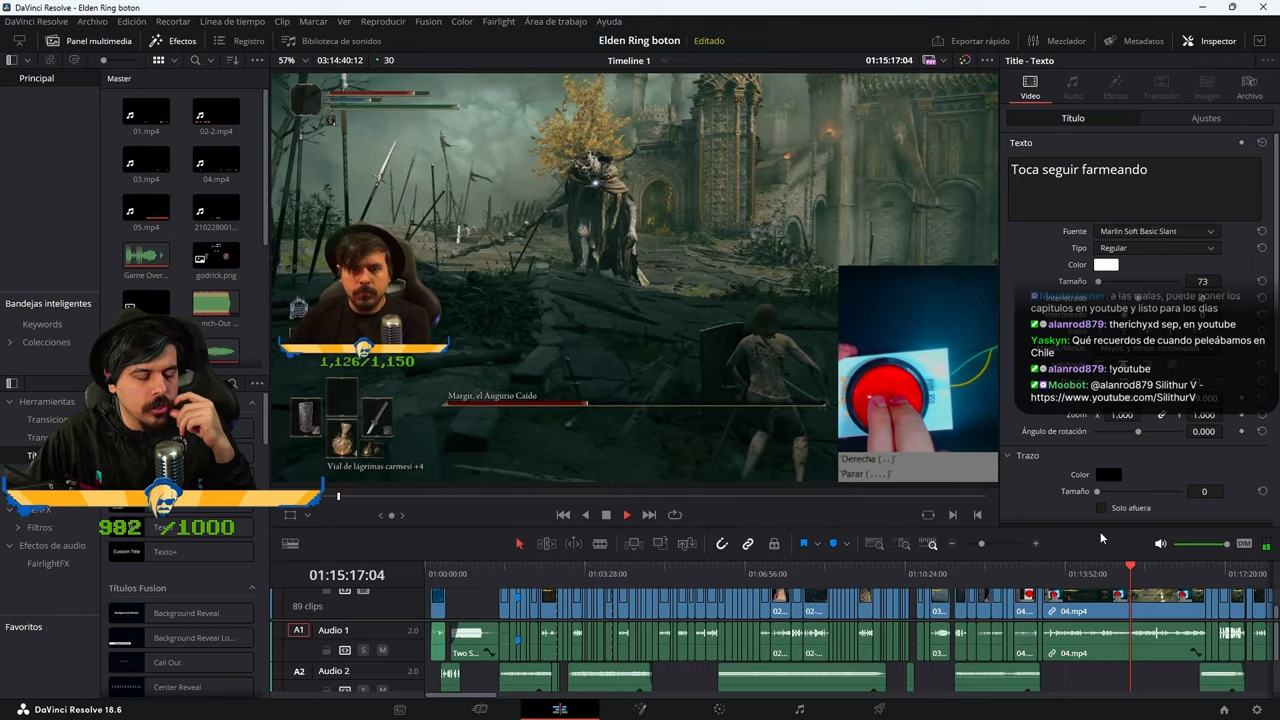 DaVinci Resolve - Elden Ring boton
DaVinci Resolve Archivo Edición Recortar Línea de tiempo Clip Marcar Ver Reproducir Fusion Color Fairlight Área de trabajo Ayuda
Panel multimedia Efectos Registro Biblioteca de sonidos
Elden Ring boton Editado
Exportar rápido Mezclador Metadatos Inspector
Principal Master
57% 03:14:40:12 30
Timeline 1
01:15:17:04
Title - Texto
Video Audio Efectos Transición Imagen Archivo
Título Ajustes
Texto
Toca seguir farmeando
Fuente Marlin Soft Basic Slant
Tipo Regular
Color
Tamaño 73
01.mp4 02-2.mp4
03.mp4 04.mp4
05.mp4 210228001...
Game Over... godrick.png
Bandejas inteligentes
Keywords
Colecciones
a las malas, puede poner los
capítulos en youtube y listo para los días
alanrod879: therichyxd sep, en youtube
Yaskyn: Qué recuerdos de cuando peleábamos en
Chile
alanrod879: !youtube
Moobot: @alanrod879 Silithur V -
https://www.youtube.com/SilithurV
Zoom X 1.000 Y 1.000
Ángulo de rotación 0.000
Trazo
Color
Tamaño 0
Solo afuera
1,126/1,150
Margit, el Augurio Caído
Vial de lágrimas carmesí +4
`Derecha (..)`
`Parar (....)`
Herramientas
982 /1000
Filtros
Efectos de audio
FairlightFX
Texto+
Títulos Fusion
Background Reveal
Background Reveal Lo...
Call Out
Center Reveal
Favoritos
DIM
01:15:17:04
01:00:00:00 01:03:28:00 01:06:56:00 01:10:24:00 01:13:52:00 01:17:20:00
89 clips
02... 02-... 03... 04... 04.mp4
A1 Audio 1 2.0
S M
Two S... 02... 02-... 03... 04... 04.mp4
A2 Audio 2 2.0
DaVinci Resolve 18.6